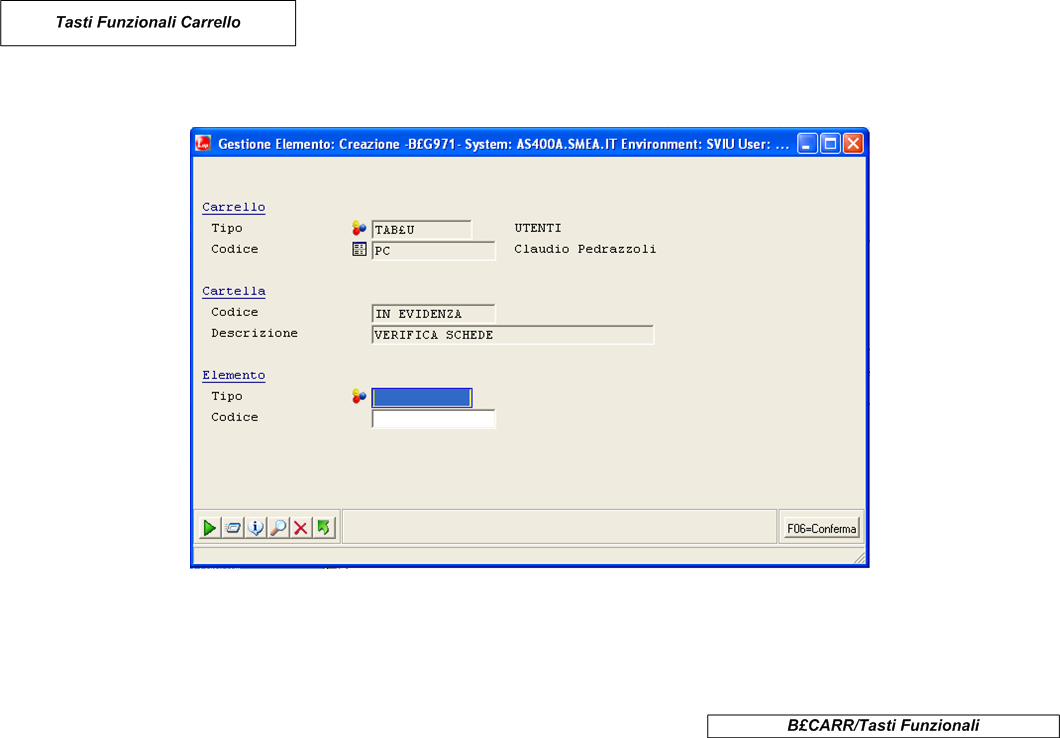 Tasti Funzionali Carrello
Gestione Elemento: Creazione -B£G971- System: AS400A.SMEA.IT Environment: SVIU User: ...
Carrello
Tipo TAB£U UTENTI
Codice PC Claudio Pedrazzoli
Cartella
Codice IN EVIDENZA
Descrizione VERIFICA SCHEDE
Elemento
Tipo
Codice
F06=Conferma
B£CARR/Tasti Funzionali